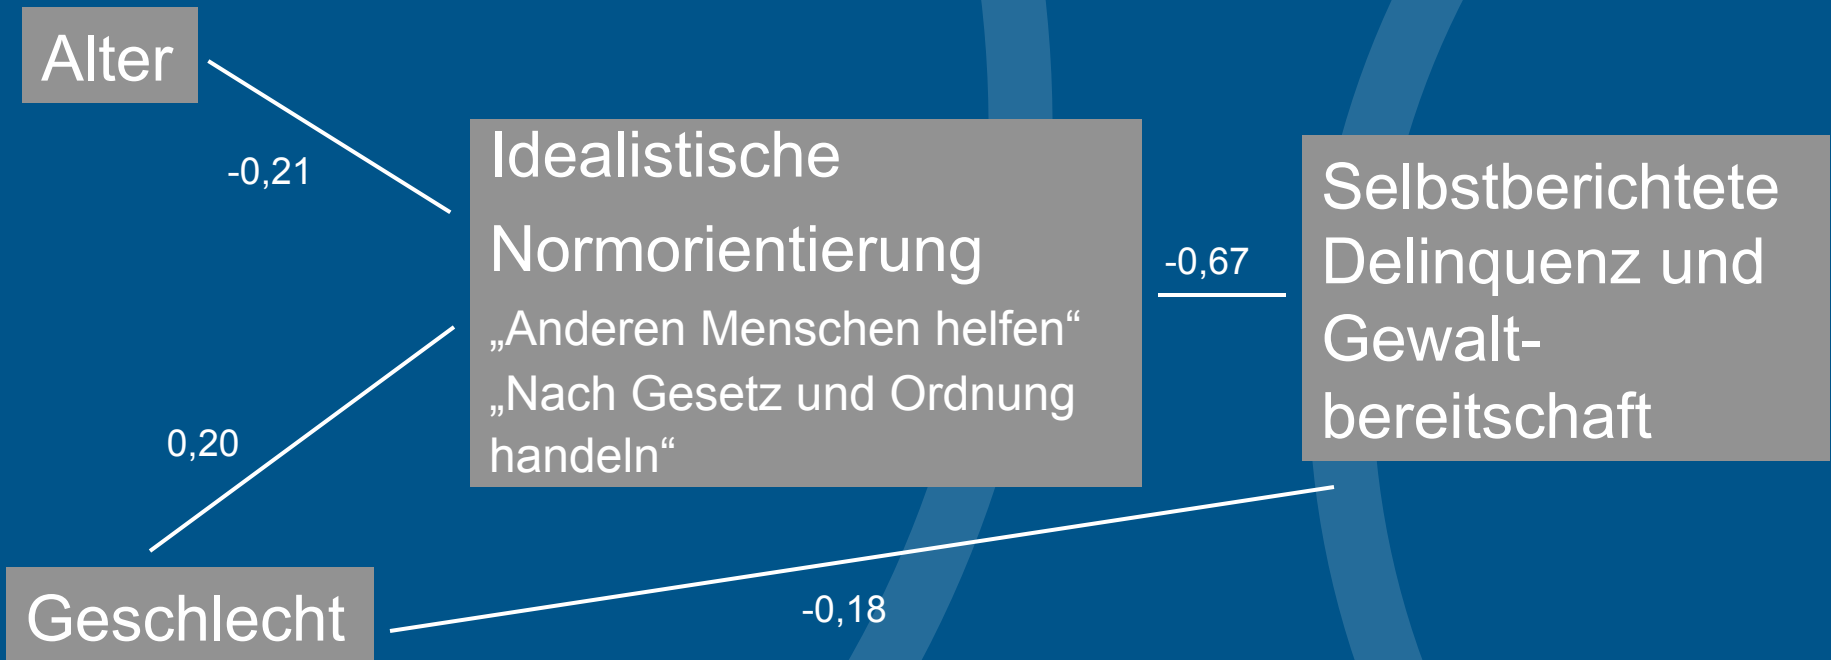 Alter
-0,21
Idealistische
Normorientierung
„Anderen Menschen helfen“
„Nach Gesetz und Ordnung
handeln“
-0,67
Selbstberichtete
Delinquenz und
Gewalt-
bereitschaft
0,20
Geschlecht
-0,18